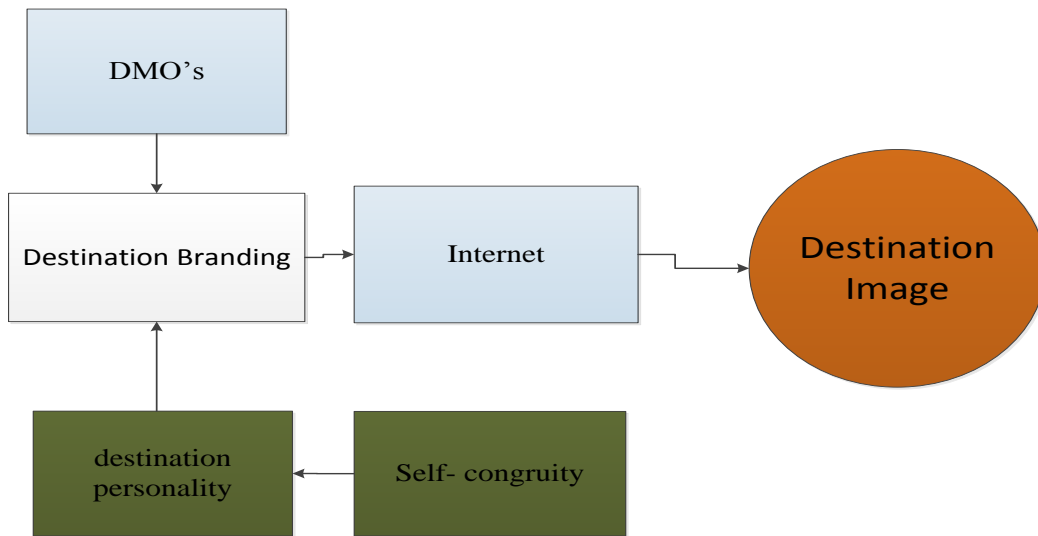 DMO’s
Destination Branding
Internet
Destination
Image
destination
personality
Self- congruity